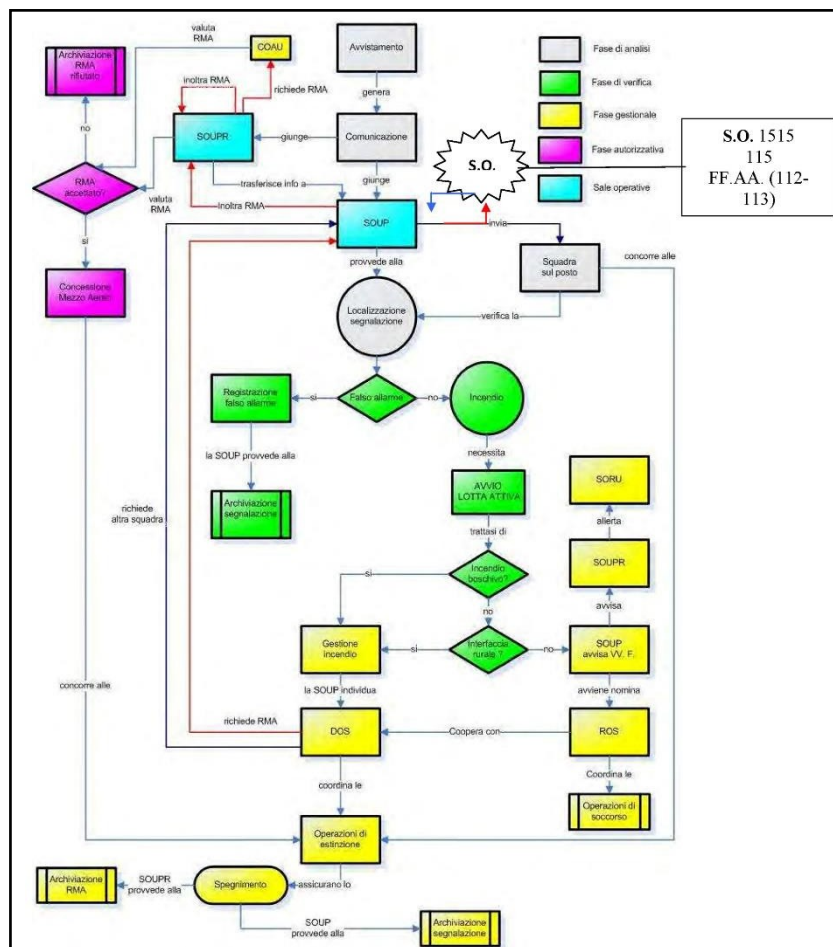 valuta
RMA
COAU
Avvistamento
Fase di analisi
Archiviazione
RMA
rifiutato
inoltra RMA
richiede RMA
genera
Fase di verifica
Fase gestionale
no
SOUPR
giunge
Comunicazione
Fase autorizzativa
S.O.
S.O. 1515
115
FF.AA. (112-
113)
RMA
accettato?
valuta
RMA
trasferisce info a
giunge
Sale operative
Inoltra RMA
SOUP
invia
si
provvede alla
Squadra
sul posto
concorre alle
Concessione
Mezzo Aereo
Localizzazione
segnalazione
verifica la
Registrazione
falso allarme
si
Falso allarme
no
Incendio
la SOUP provvede alla
necessita
richiede
altra squadra
Archiviazione
segnalazione
AVVIO
LOTTA ATTIVA
SORU
trattasi di
allerta
si
Incendio
boschivo?
SOUPR
no
avvisa
Gestione
incendio
si
Interfaccia
rurale ?
no
SOUP
avvisa VV. F.
concorre alle
la SOUP individua
avviene nomina
richiede RMA
DOS
Coopera con
ROS
coordina le
Coordina le
Operazioni di
soccorso
Operazioni di
estinzione
Archiviazione
RMA
SOUPR
provvede alla
Spegnimento
assicurano lo
SOUP
provvede alla
Archiviazione
segnalazione